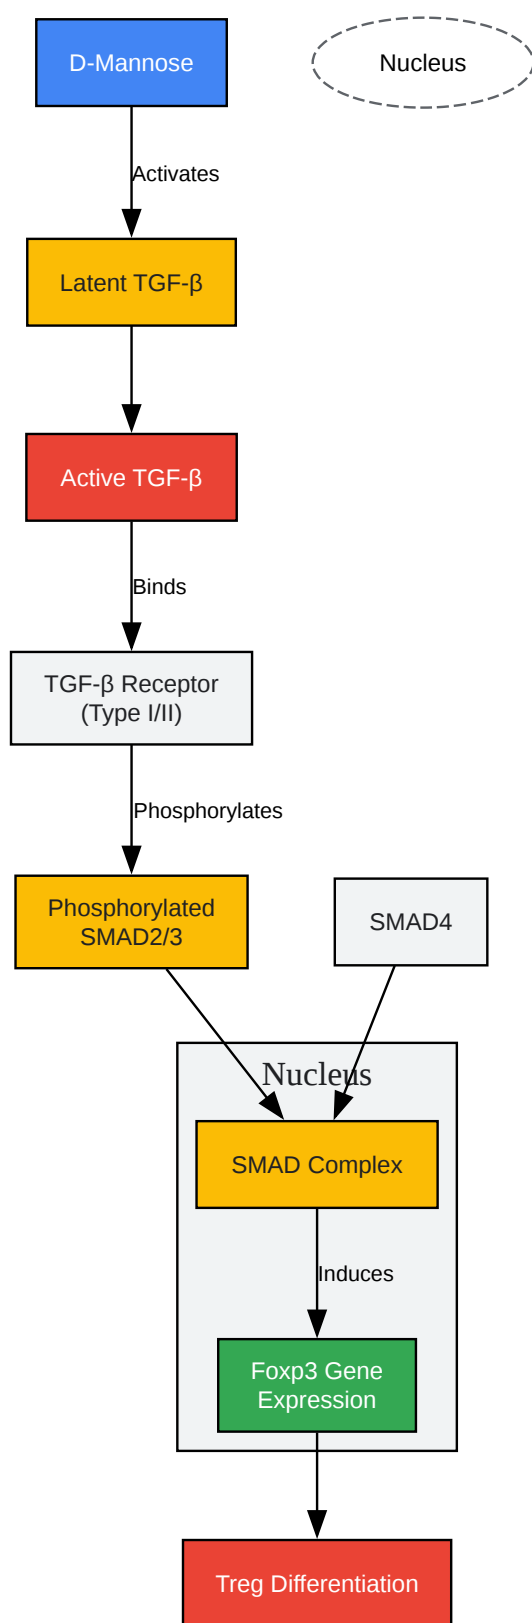 D-Mannose
Nucleus
Activates
Latent TGF-β
Active TGF-β
Binds
TGF-β Receptor
(Type I/II)
Phosphorylates
Phosphorylated
SMAD2/3
SMAD4
Nucleus
SMAD Complex
Induces
Foxp3 Gene
Expression
Treg Differentiation